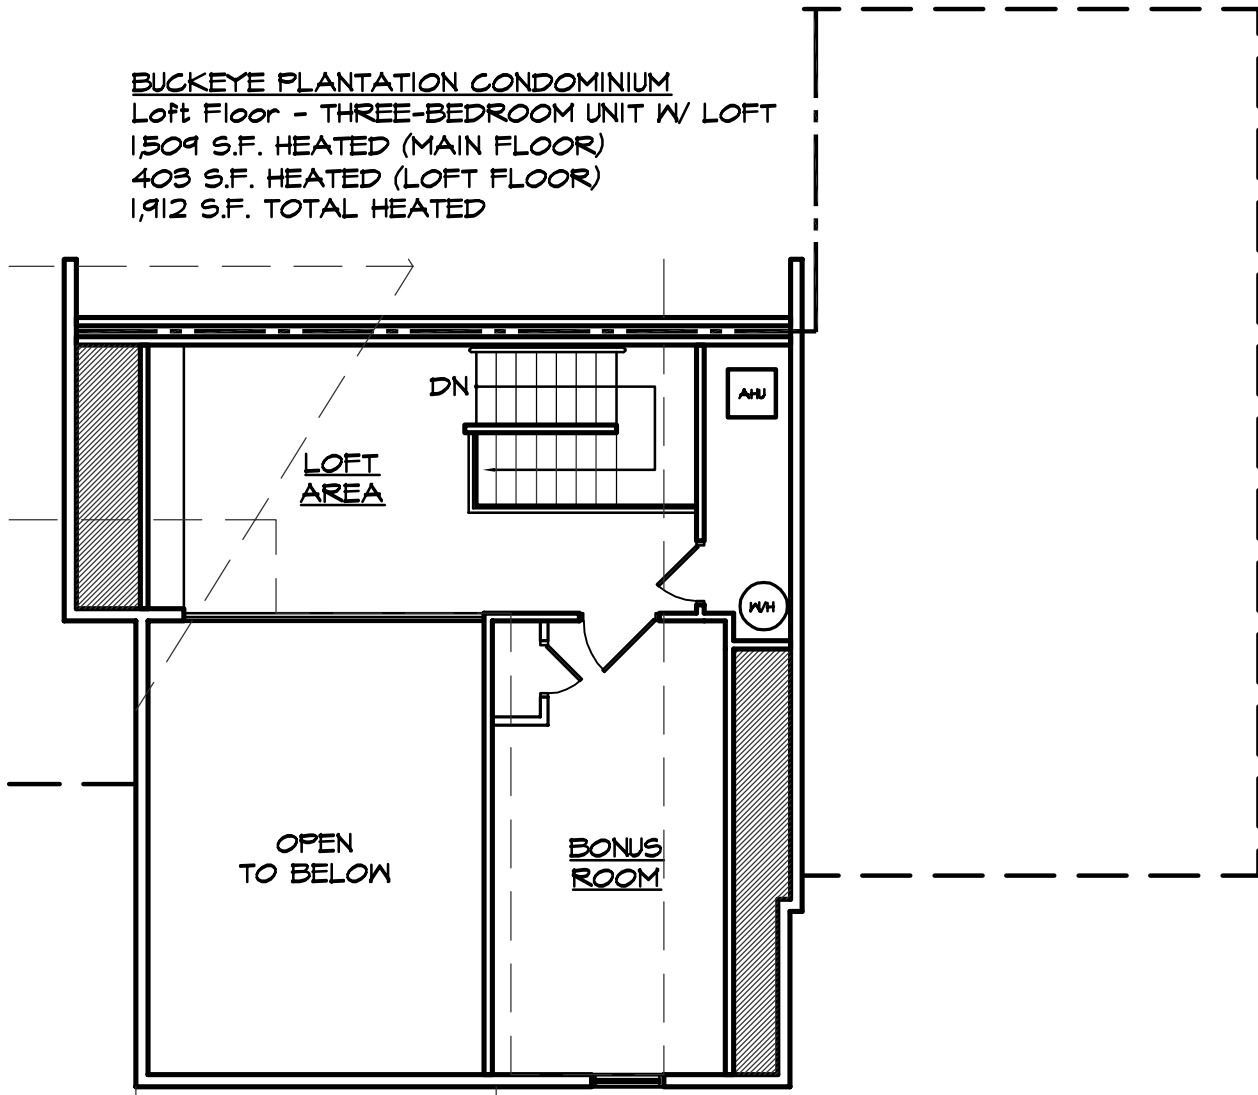 BUCKEYE PLANTATION CONDOMINIUM
Loft Floor - THREE-BEDROOM UNIT W/ LOFT
1,509 S.F. HEATED (MAIN FLOOR)
403 S.F. HEATED (LOFT FLOOR)
1,912 S.F. TOTAL HEATED
DN
AHU
LOFT
AREA
W/H
OPEN
TO BELOW
BONUS
ROOM